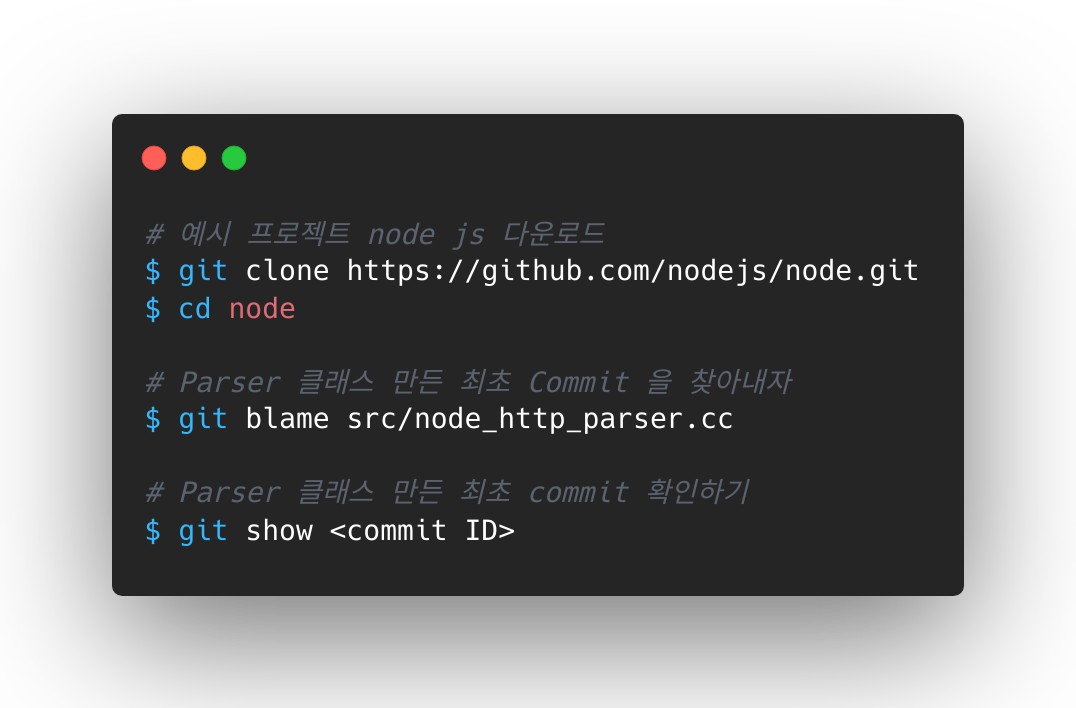 # 예시 프로젝트 node js 다운로드
$ git clone https://github.com/nodejs/node.git
$ cd node
# Parser 클래스 만든 최초 Commit 을 찾아내자
$ git blame src/node_http_parser.cc
# Parser 클래스 만든 최초 commit 확인하기
$ git show <commit ID>